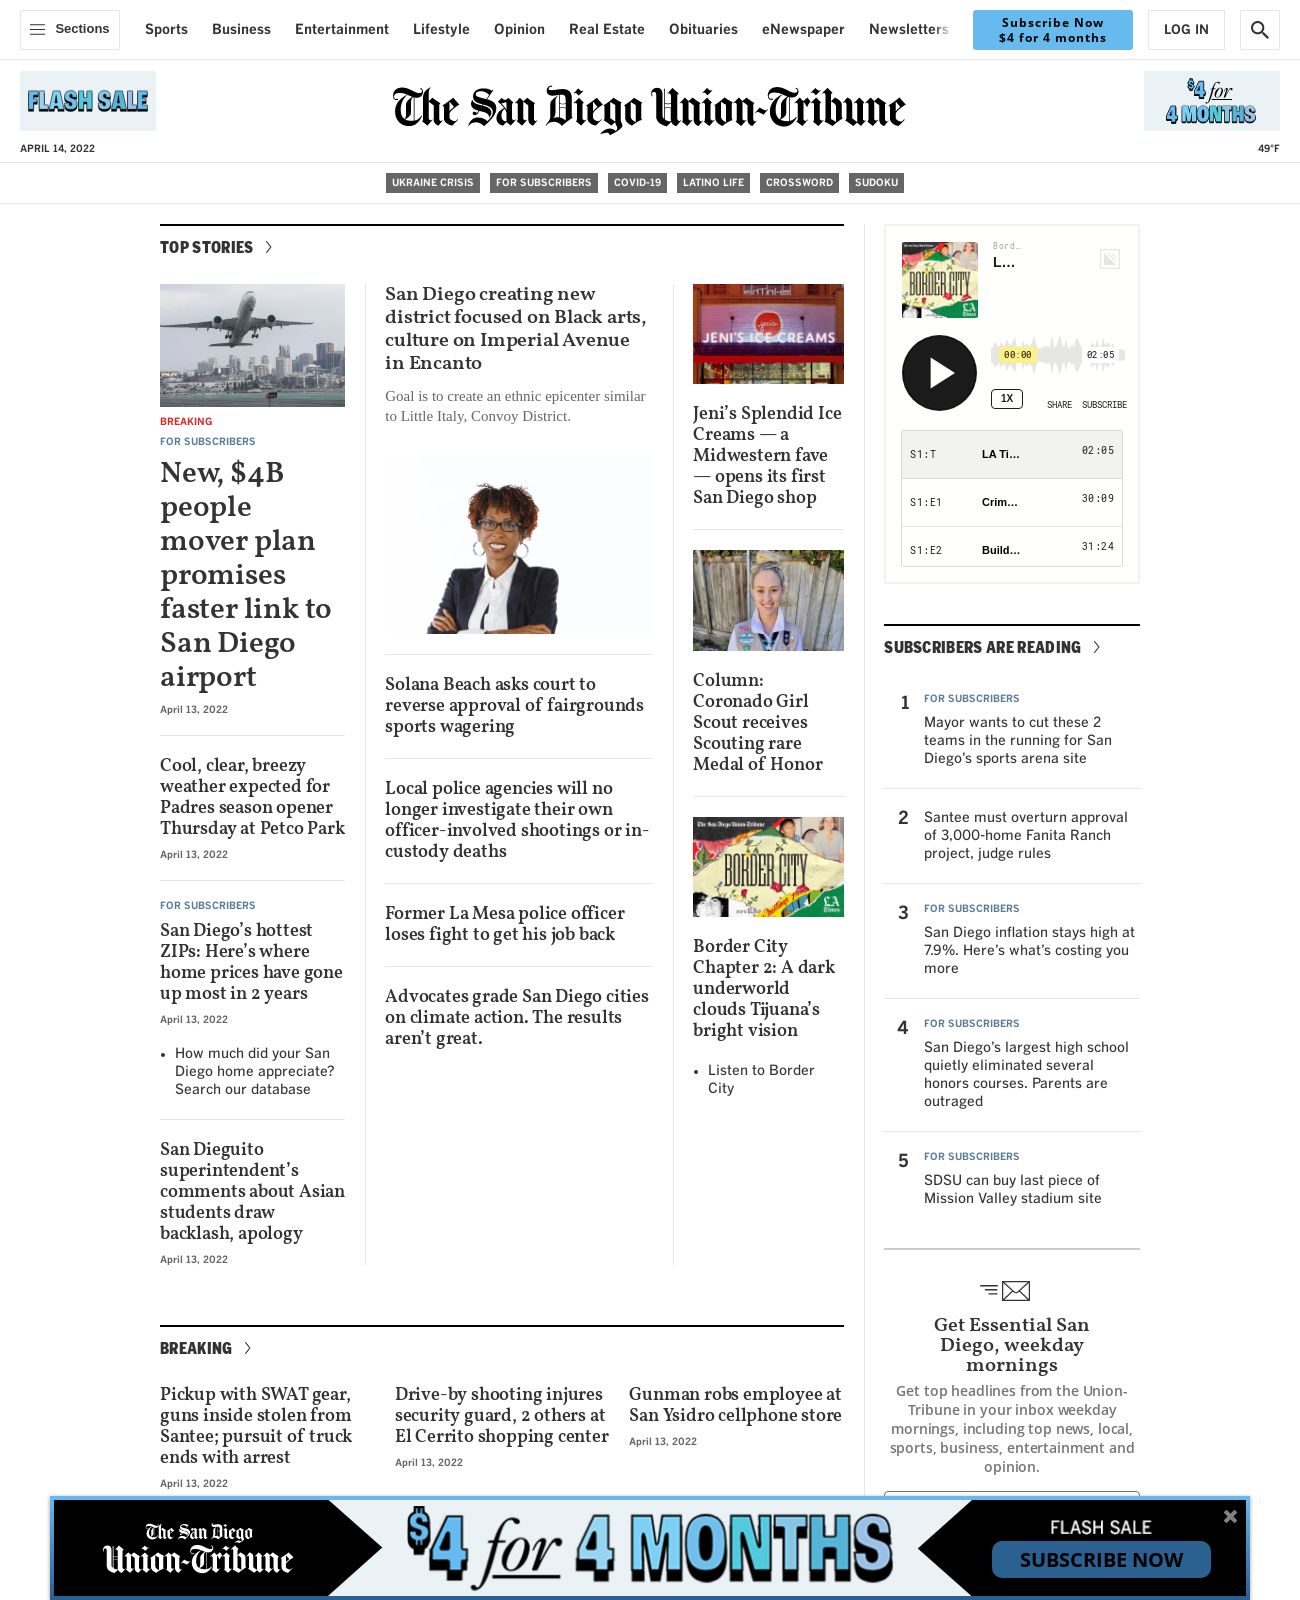 Sections
Sports Business Entertainment Lifestyle Opinion Real Estate Obituaries eNewspaper Newsletters
Subscribe Now
$4 for 4 months
LOG IN
FLASH SALE
The San Diego Union-Tribune
$4 for
4 MONTHS
APRIL 14, 2022
49°F
UKRAINE CRISIS FOR SUBSCRIBERS COVID-19 LATINO LIFE CROSSWORD SUDOKU
TOP STORIES
BREAKING
FOR SUBSCRIBERS
New, $4B
people
mover plan
promises
faster link to
San Diego
airport
April 13, 2022
Cool, clear, breezy
weather expected for
Padres season opener
Thursday at Petco Park
April 13, 2022
FOR SUBSCRIBERS
San Diego’s hottest
ZIPs: Here’s where
home prices have gone
up most in 2 years
April 13, 2022
• How much did your San
Diego home appreciate?
Search our database
San Dieguito
superintendent’s
comments about Asian
students draw
backlash, apology
April 13, 2022
San Diego creating new
district focused on Black arts,
culture on Imperial Avenue
in Encanto
Goal is to create an ethnic epicenter similar
to Little Italy, Convoy District.
Solana Beach asks court to
reverse approval of fairgrounds
sports wagering
Local police agencies will no
longer investigate their own
officer-involved shootings or in-
custody deaths
Former La Mesa police officer
loses fight to get his job back
Advocates grade San Diego cities
on climate action. The results
aren’t great.
jeni's
JENI'S ICE CREAMS
Jeni’s Splendid Ice
Creams — a
Midwestern fave
— opens its first
San Diego shop
Column:
Coronado Girl
Scout receives
Scouting rare
Medal of Honor
The San Diego Union-Tribune
BORDER CITY
LA
Times
Border City
Chapter 2: A dark
underworld
clouds Tijuana’s
bright vision
• Listen to Border
City
BORDER CITY
LA
Bord…
L…
00:00
02:05
1X
SHARE SUBSCRIBE
S1:T LA Ti… 02:05
S1:E1 Crim… 30:09
S1:E2 Build… 31:24
SUBSCRIBERS ARE READING
1
FOR SUBSCRIBERS
Mayor wants to cut these 2
teams in the running for San
Diego’s sports arena site
2
Santee must overturn approval
of 3,000-home Fanita Ranch
project, judge rules
3
FOR SUBSCRIBERS
San Diego inflation stays high at
7.9%. Here’s what’s costing you
more
4
FOR SUBSCRIBERS
San Diego’s largest high school
quietly eliminated several
honors courses. Parents are
outraged
5
FOR SUBSCRIBERS
SDSU can buy last piece of
Mission Valley stadium site
Get Essential San
Diego, weekday
mornings
Get top headlines from the Union-
Tribune in your inbox weekday
mornings, including top news, local,
sports, business, entertainment and
opinion.
BREAKING
Pickup with SWAT gear,
guns inside stolen from
Santee; pursuit of truck
ends with arrest
April 13, 2022
Drive-by shooting injures
security guard, 2 others at
El Cerrito shopping center
April 13, 2022
Gunman robs employee at
San Ysidro cellphone store
April 13, 2022
The San Diego
Union-Tribune
$4 for 4 MONTHS
FLASH SALE
SUBSCRIBE NOW